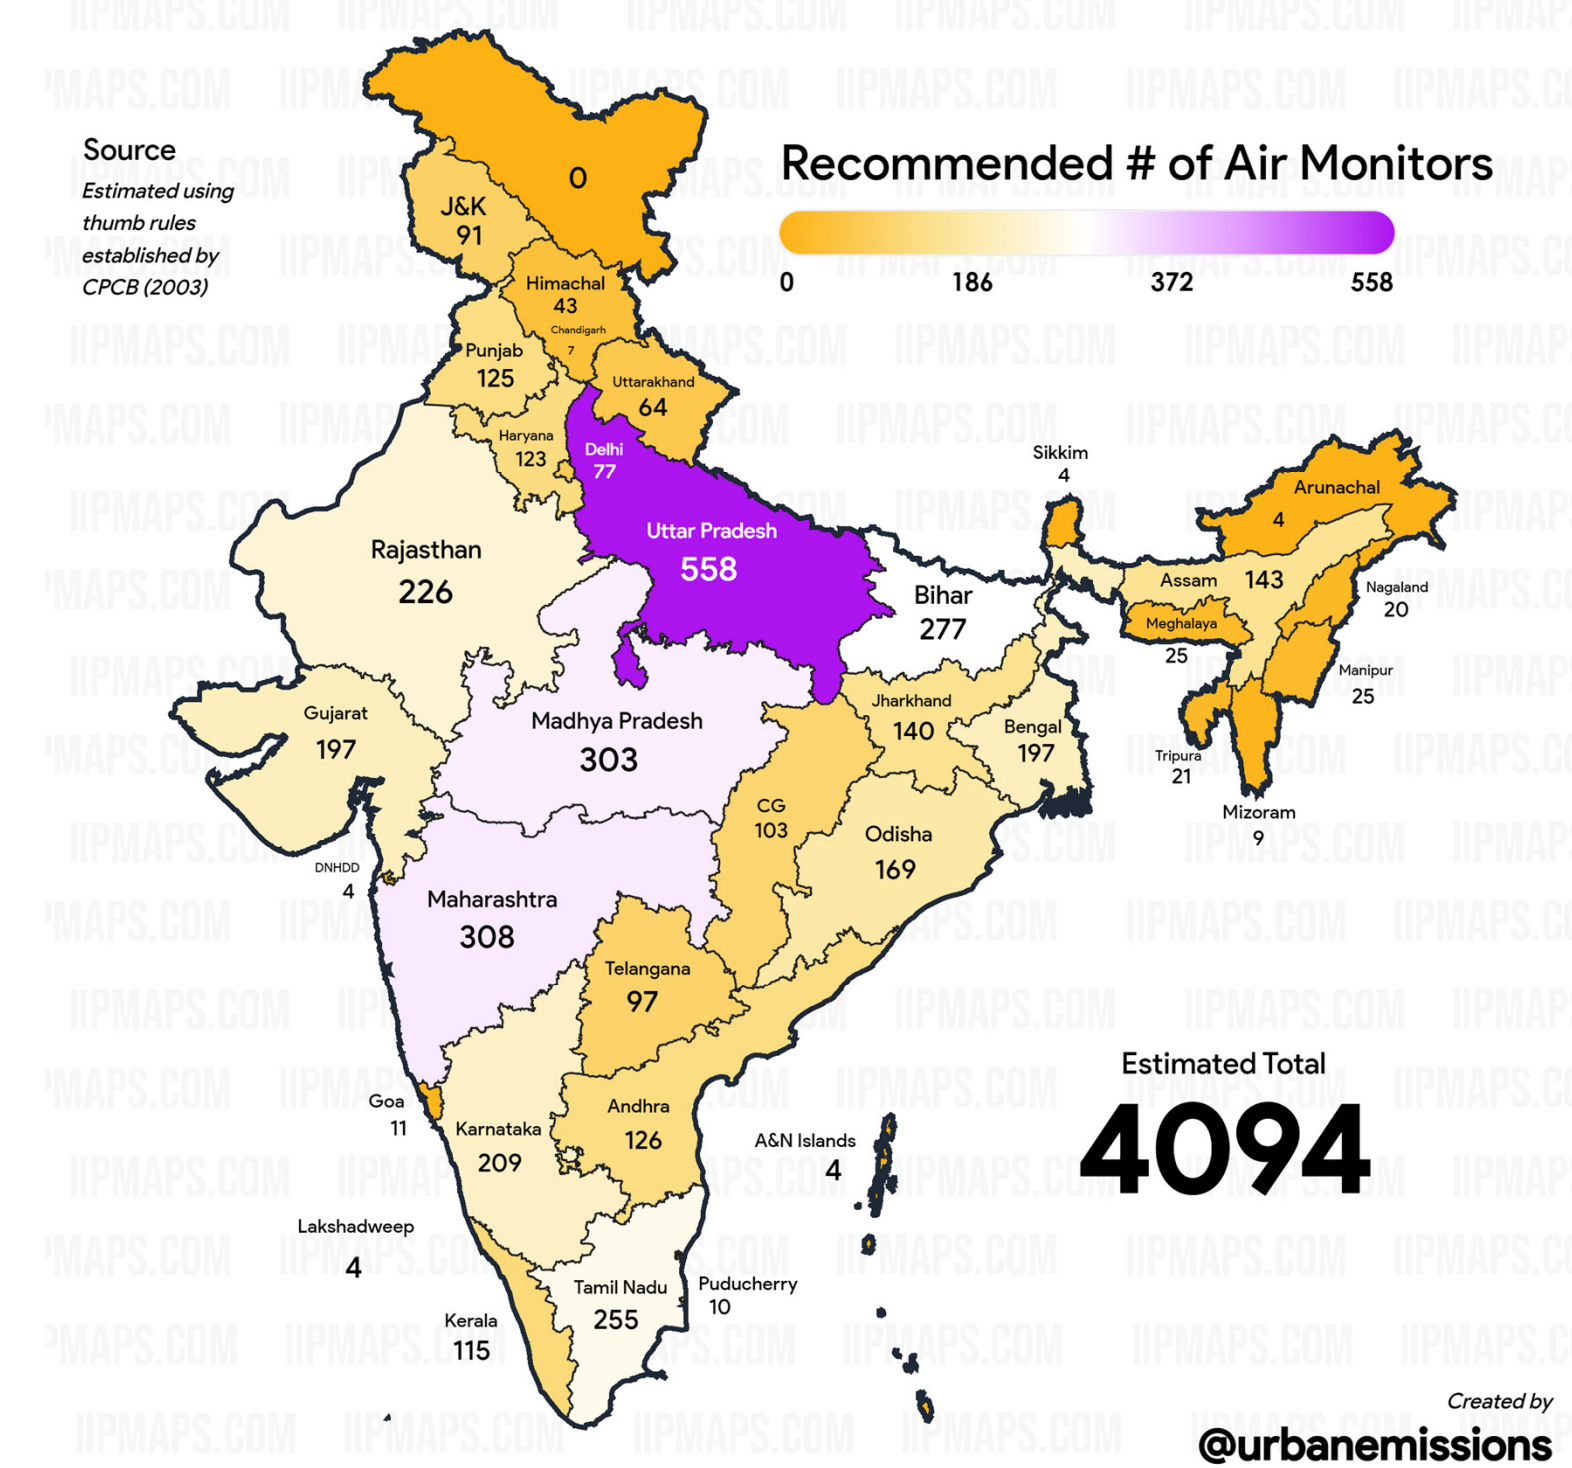 Source
Estimated using
thumb rules
established by
CPCB (2003)
Recommended # of Air Monitors
0 186 372 558
0
J&K
91
Himachal
43
Chandigarh
7
Punjab
125
Uttarakhand
64
Haryana
123
Delhi
77
Uttar Pradesh
558
Rajasthan
226
Bihar
277
Sikkim
4
Arunachal
4
Assam 143
Nagaland
20
Meghalaya
25
Manipur
25
Tripura
21
Mizoram
9
Gujarat
197
Madhya Pradesh
303
Jharkhand
140
Bengal
197
CG
103
Odisha
169
DNHDD
4
Maharashtra
308
Telangana
97
Goa
11
Karnataka
209
Andhra
126
A&N Islands
4
Estimated Total
4094
Lakshadweep
4
Kerala
115
Tamil Nadu
255
Puducherry
10
Created by
@urbanemissions
IIPMAPS.COM